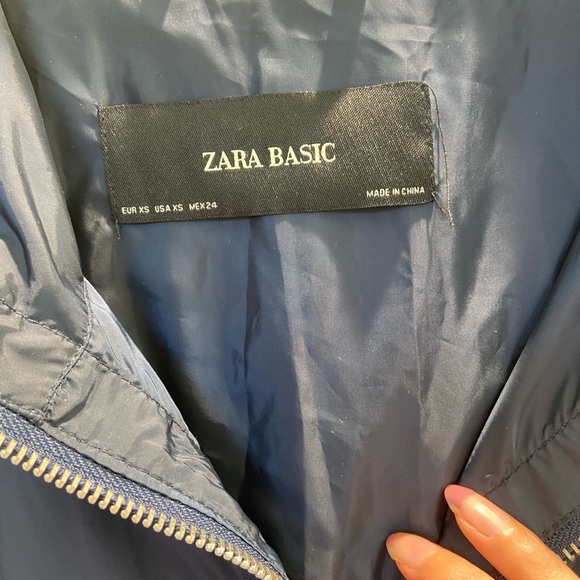 ZARA BASIC
EUR XS USA XS MEX 24
MADE IN CHINA